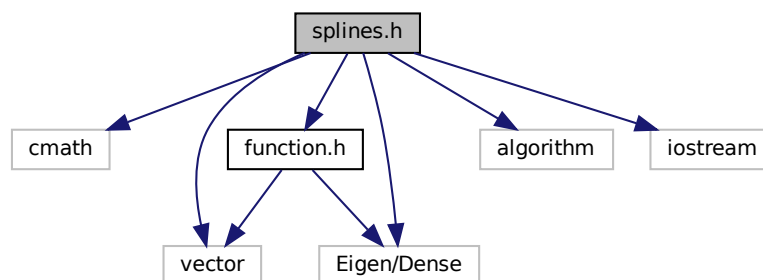 splines.h
cmath
function.h
algorithm
iostream
vector
Eigen/Dense